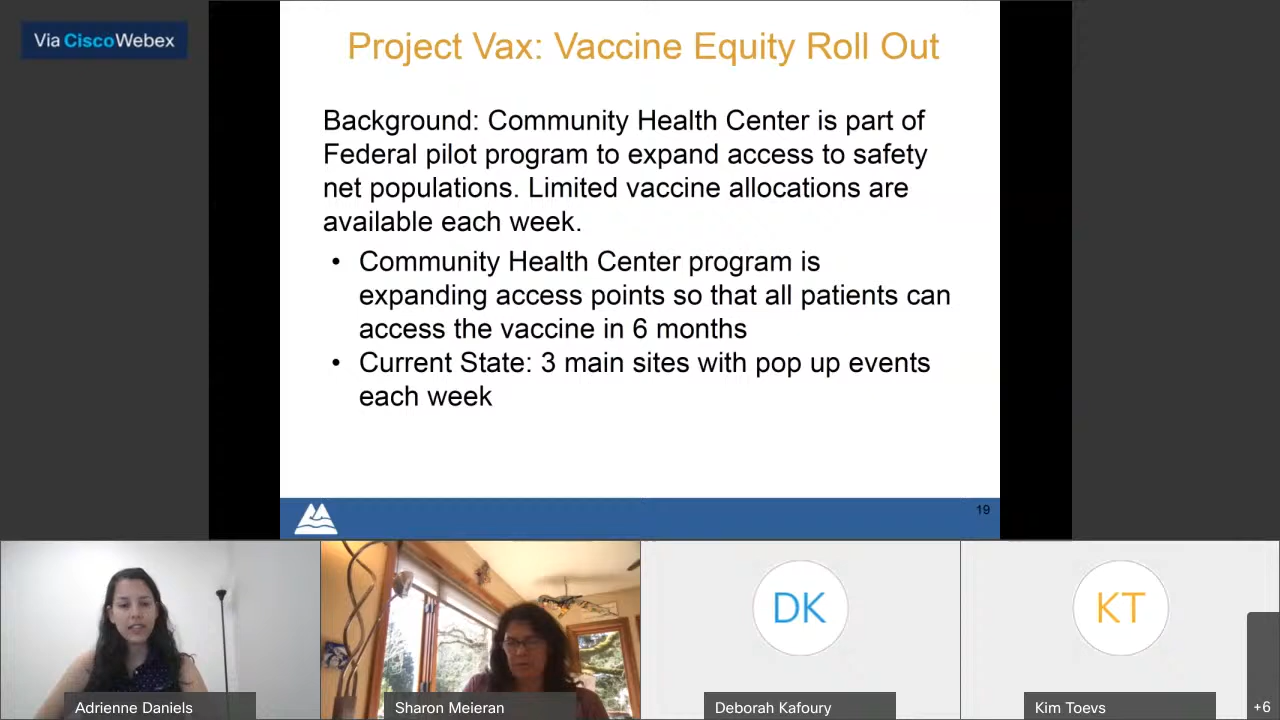 Via Cisco Webex
Project Vax: Vaccine Equity Roll Out
Background: Community Health Center is part of
Federal pilot program to expand access to safety
net populations. Limited vaccine allocations are
available each week.
• Community Health Center program is
expanding access points so that all patients can
access the vaccine in 6 months
• Current State: 3 main sites with pop up events
each week
19
DK
KT
Adrienne Daniels
Sharon Meieran
Deborah Kafoury
Kim Toevs
+6